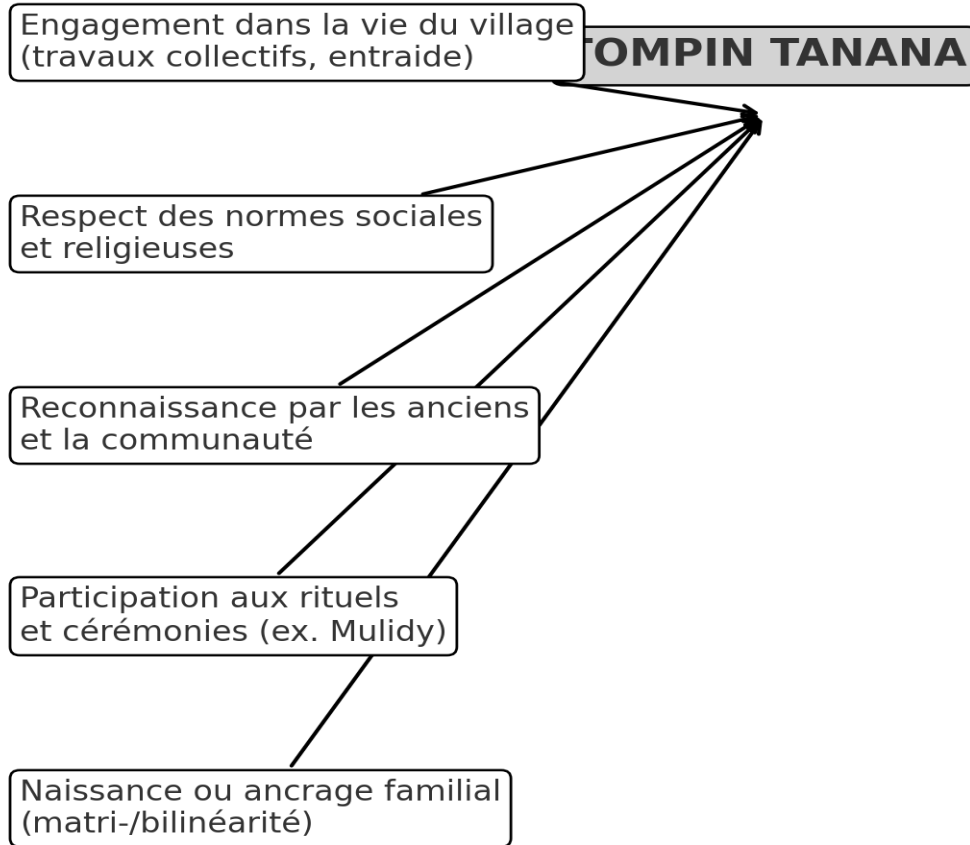 Engagement dans la vie du village
(travaux collectifs, entraide)
TOMPIN TANANA
Respect des normes sociales
et religieuses
Reconnaissance par les anciens
et la communauté
Participation aux rituels
et cérémonies (ex. Mulidy)
Naissance ou ancrage familial
(matri-/bilinéarité)